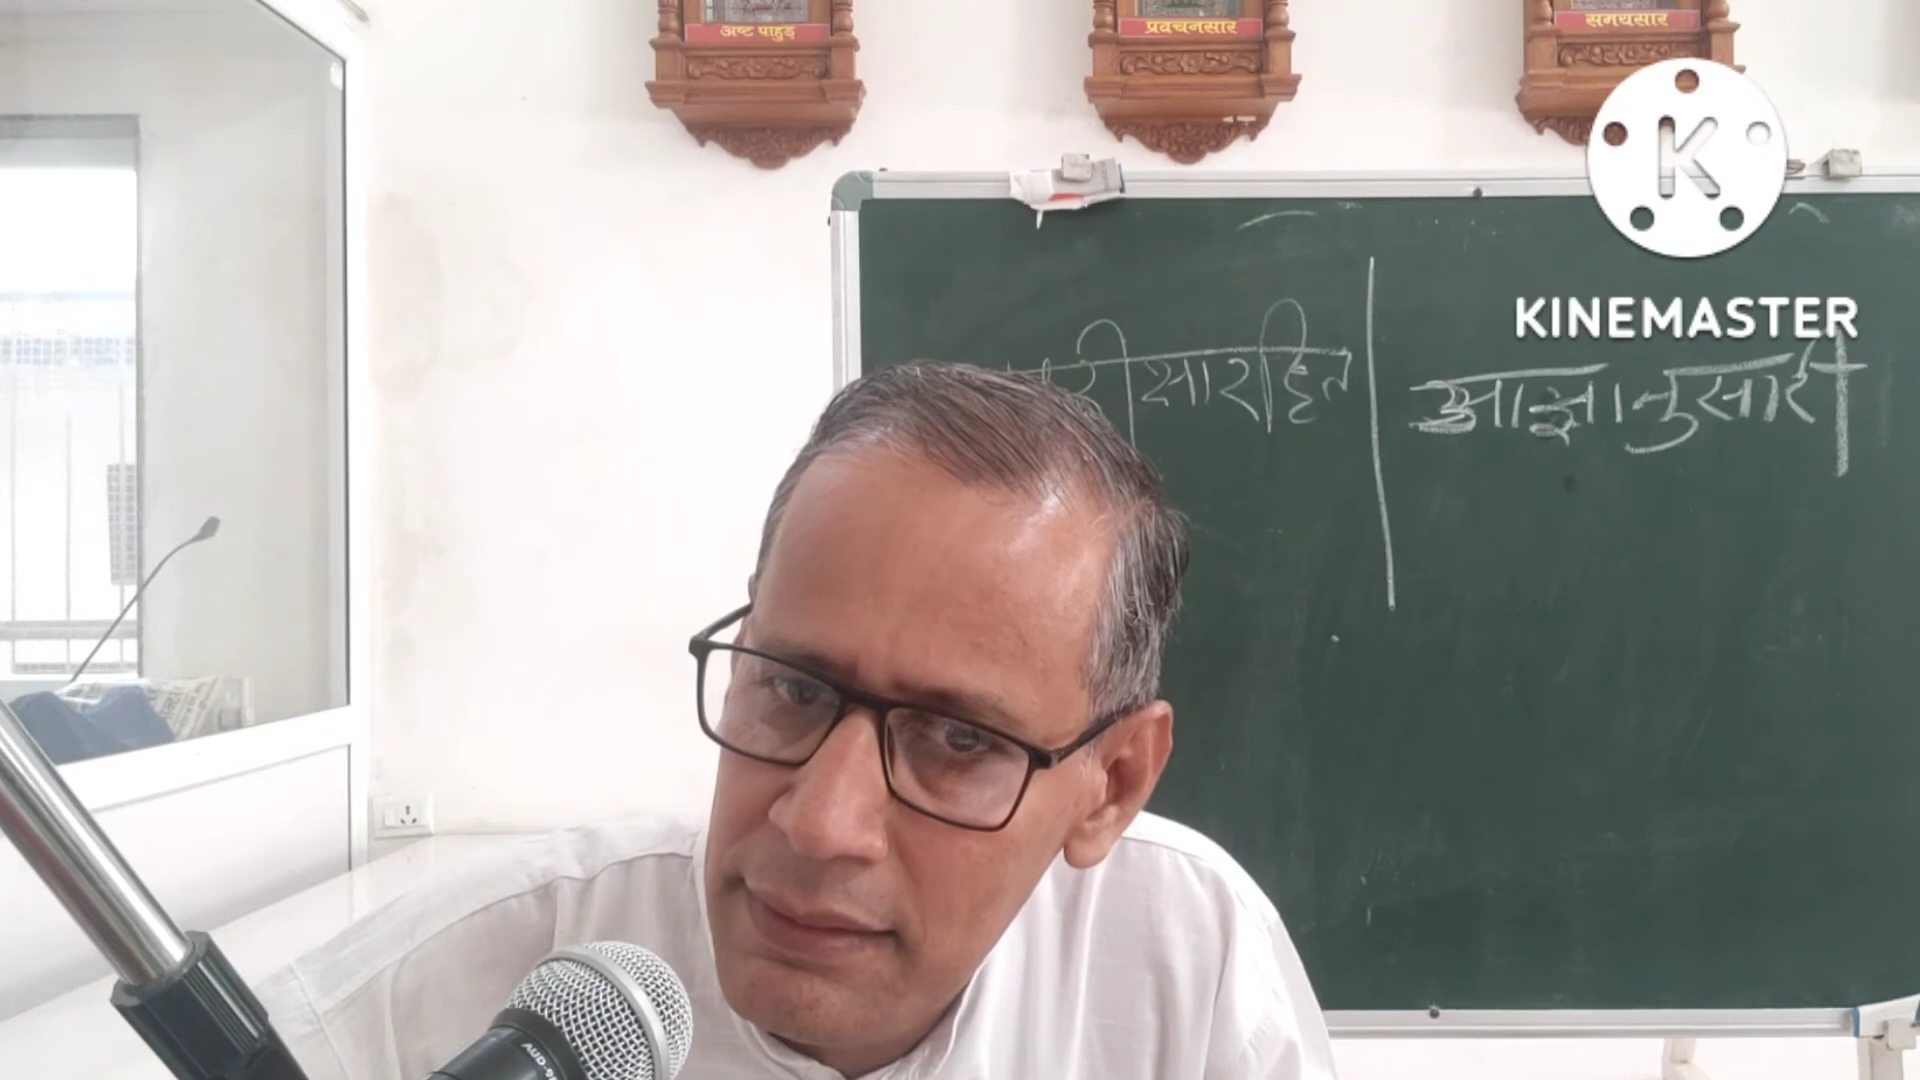 अष्ट पाहुड़
प्रवचनसार
समयसार
KINEMASTER
रीसारहित
आज्ञानुसारी